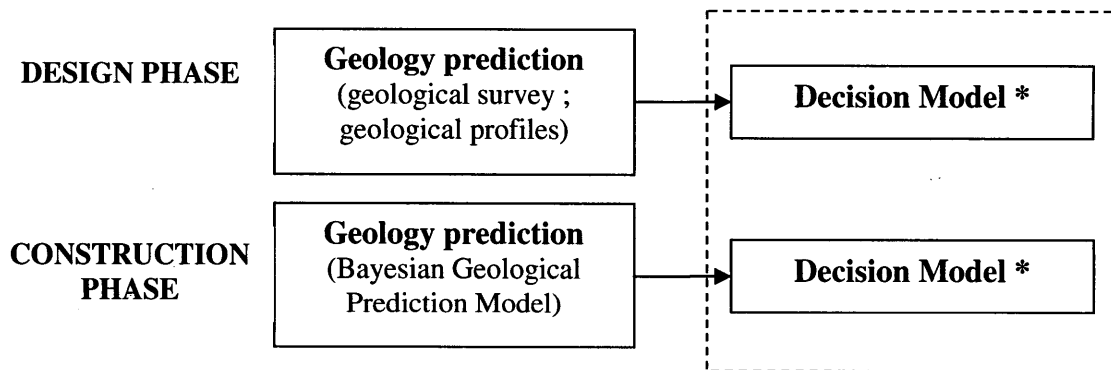 DESIGN PHASE
Geology prediction
(geological survey ;
geological profiles)
Decision Model *
CONSTRUCTION
PHASE
Geology prediction
(Bayesian Geological
Prediction Model)
Decision Model *